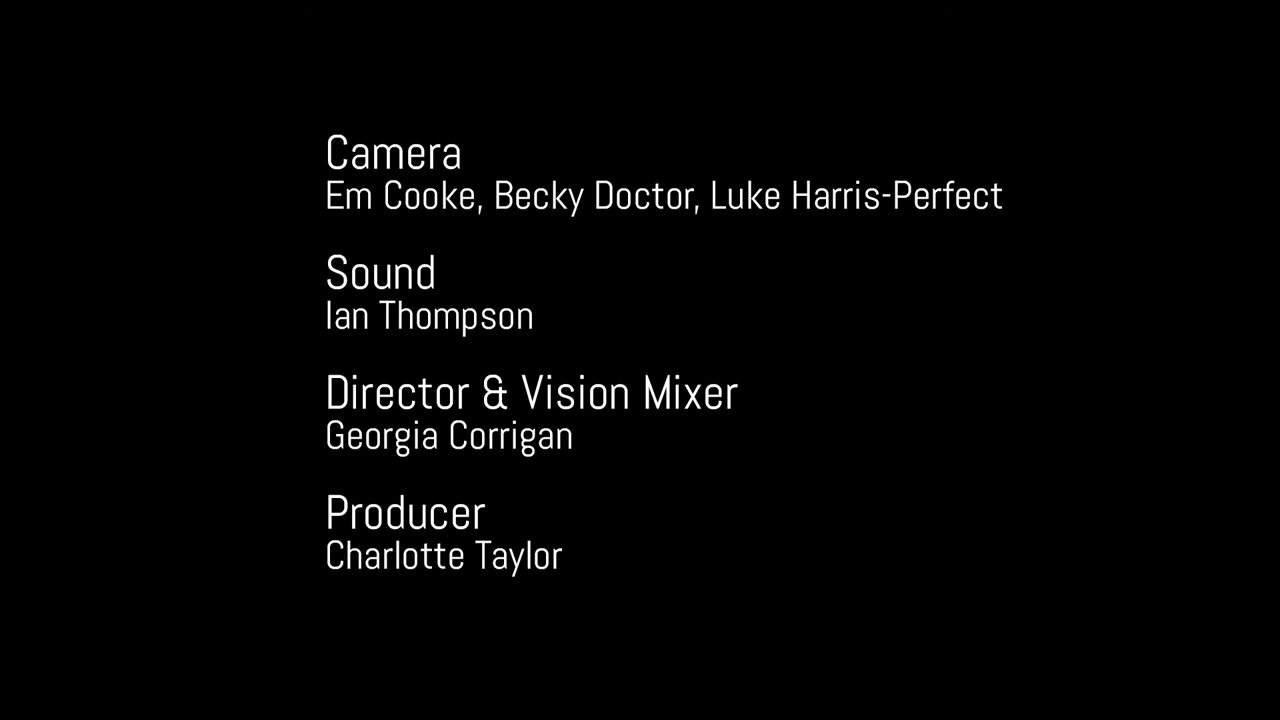 Camera
Em Cooke, Becky Doctor, Luke Harris-Perfect
Sound
Ian Thompson
Director & Vision Mixer
Georgia Corrigan
Producer
Charlotte Taylor